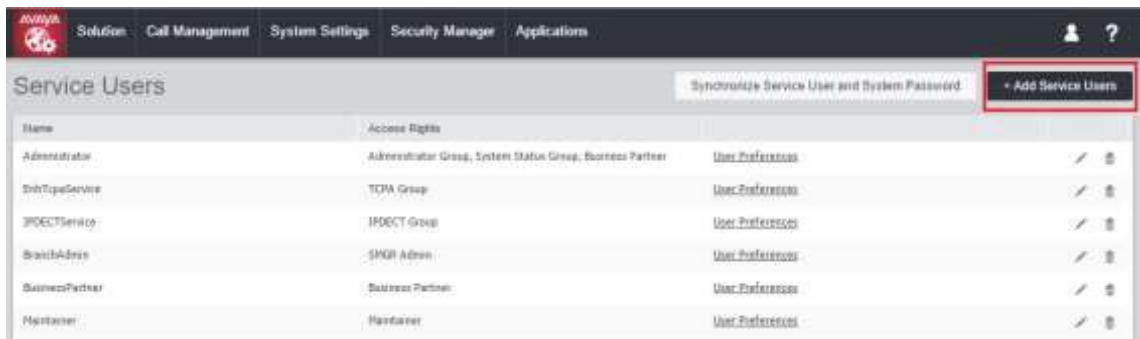 AVAYA Solution Call Management System Settings Security Manager Applications ?
Service Users Synchronize Service User and System Password + Add Service Users
Name Access Rights
Administrator Administrator Group, System Status Group, Business Partner User Preferences
EnhTcpaService TCPA Group User Preferences
IPDECTService IPDECT Group User Preferences
BranchAdmin SMGR Admin User Preferences
BusinessPartner Business Partner User Preferences
Maintainer Maintainer User Preferences